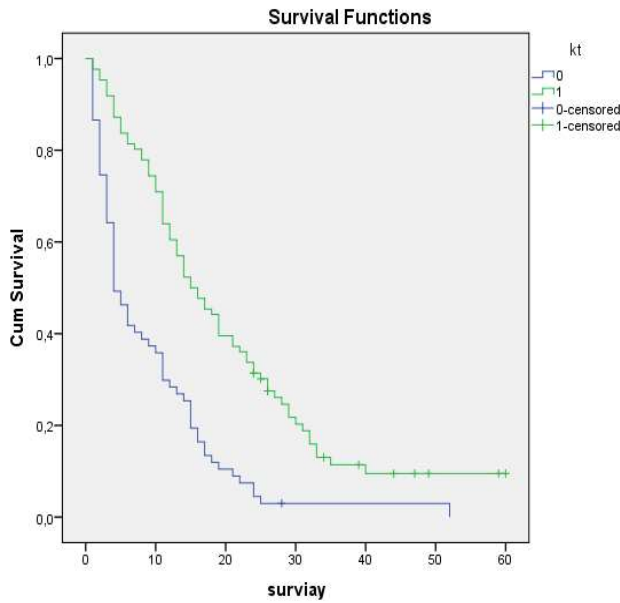 Survival Functions
kt
0
1
0-censored
1-censored
Cum Survival
1,0
0,8
0,6
0,4
0,2
0,0
0 10 20 30 40 50 60
surviay